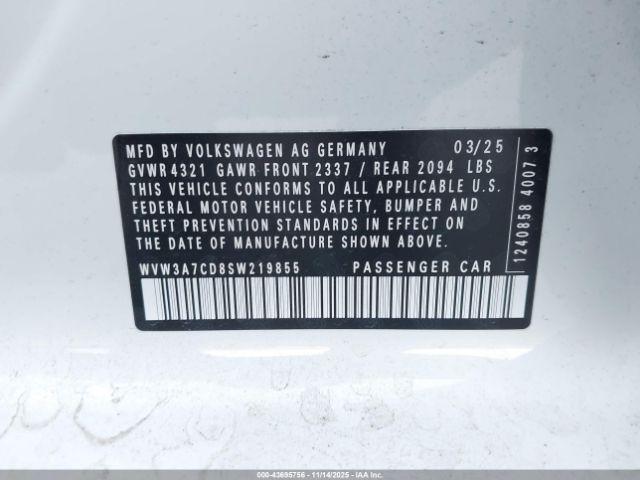 MFD BY VOLKSWAGEN AG GERMANY 03/25
GVWR 4321 GAWR FRONT 2337 / REAR 2094 LBS
THIS VEHICLE CONFORMS TO ALL APPLICABLE U.S.
FEDERAL MOTOR VEHICLE SAFETY, BUMPER AND
THEFT PREVENTION STANDARDS IN EFFECT ON
THE DATE OF MANUFACTURE SHOWN ABOVE.
WVW3A7CD8SW219855 PASSENGER CAR
1240858 4007 3
000-43695756 - 11/14/2025 - IAAI.COM